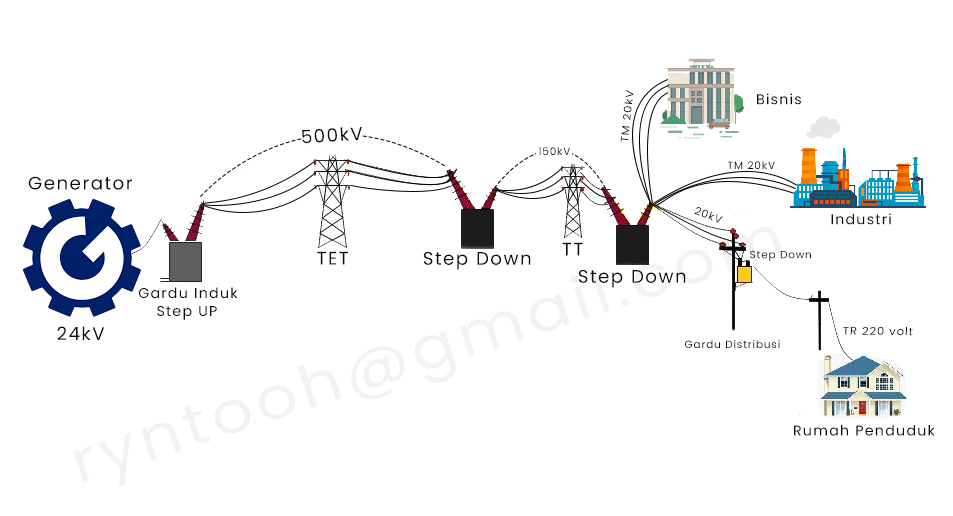 Generator
24kV
Gardu Induk
Step UP
500kV
TET
Step Down
150kV
TT
Step Down
TM 20kV
Bisnis
TM 20kV
Industri
20kV
Step Down
Gardu Distribusi
TR 220 volt
Rumah Penduduk
ryntooh@gmail.com